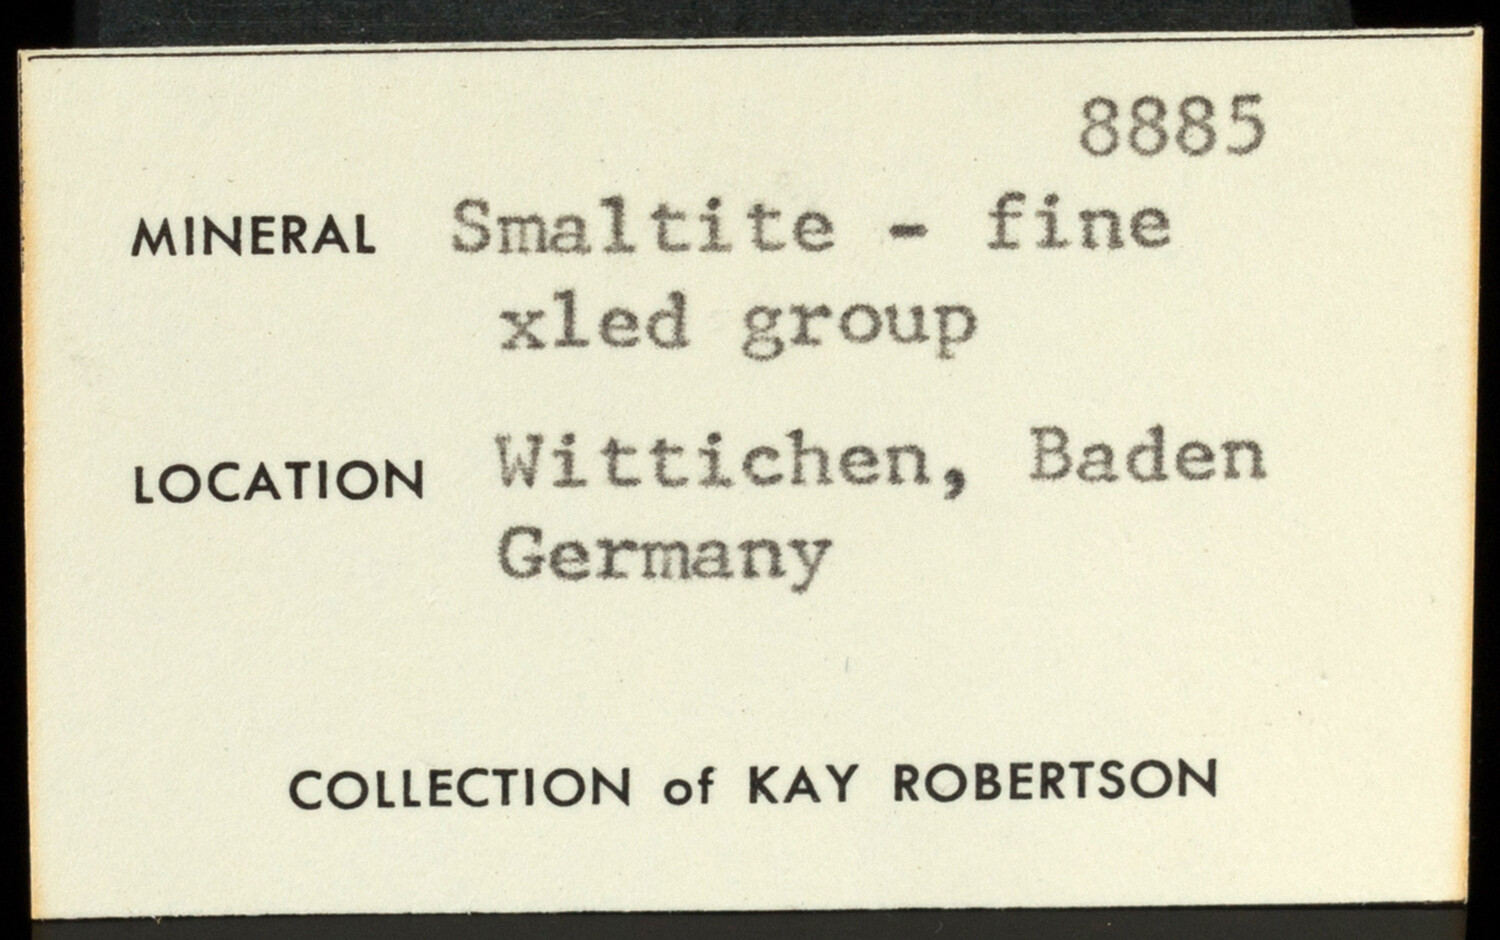 8885
MINERAL Smaltite - fine
xled group
LOCATION Wittichen, Baden
Germany
COLLECTION of KAY ROBERTSON